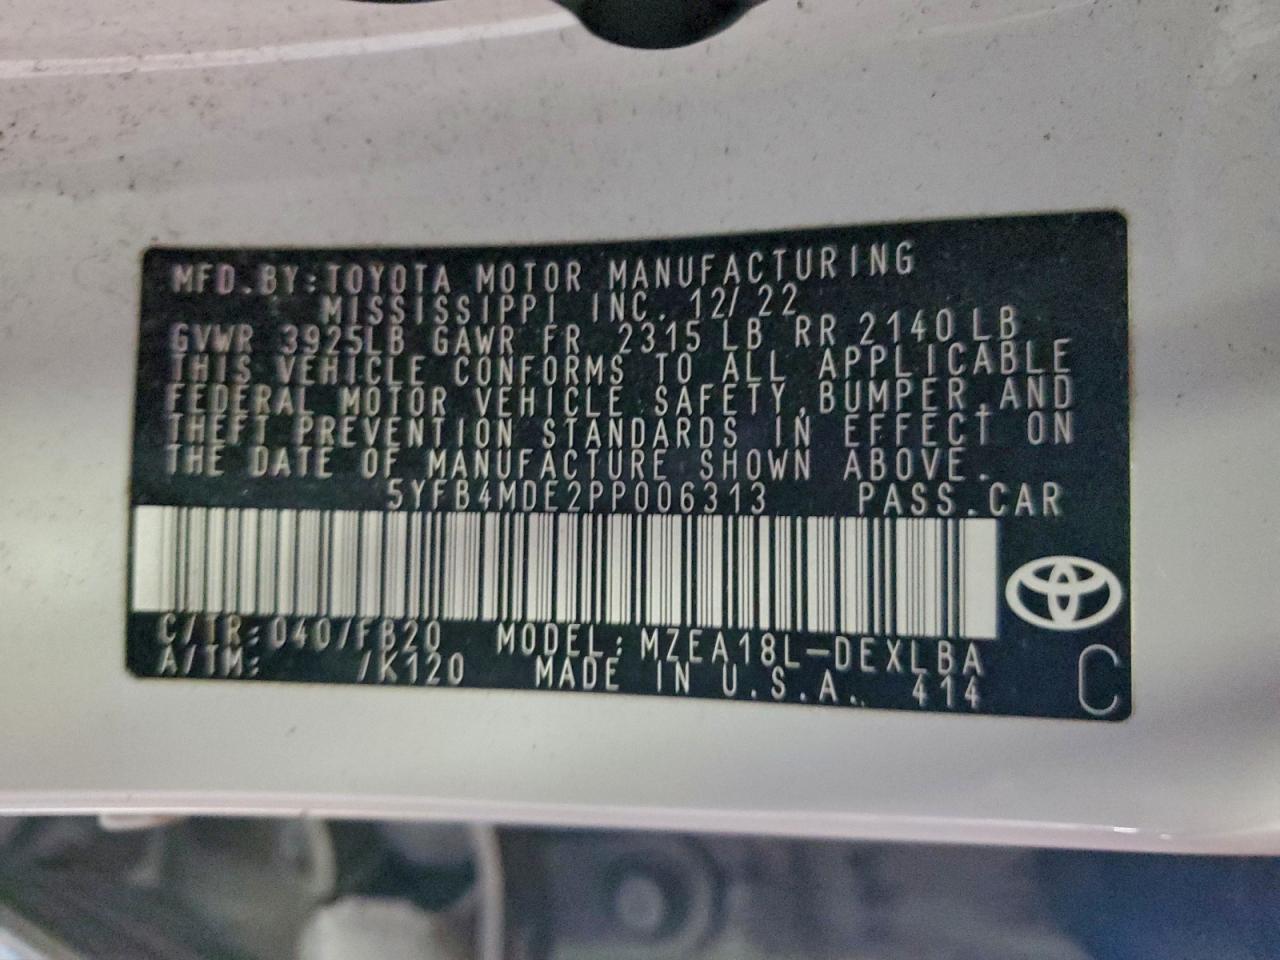 MFD.BY:TOYOTA MOTOR MANUFACTURING
MISSISSIPPI INC. 12/22
GVWR 3925LB GAWR FR 2315 LB RR 2140 LB
THIS VEHICLE CONFORMS TO ALL APPLICABLE
FEDERAL MOTOR VEHICLE SAFETY,BUMPER,AND
THEFT PREVENTION STANDARDS IN EFFECT ON
THE DATE OF MANUFACTURE SHOWN ABOVE.
5YFB4MDE2PP006313 PASS.CAR
C/TR:040/FB20 MODEL:MZEA18L-DEXLBA
A/TM: /K120 MADE IN U.S.A. 414
C